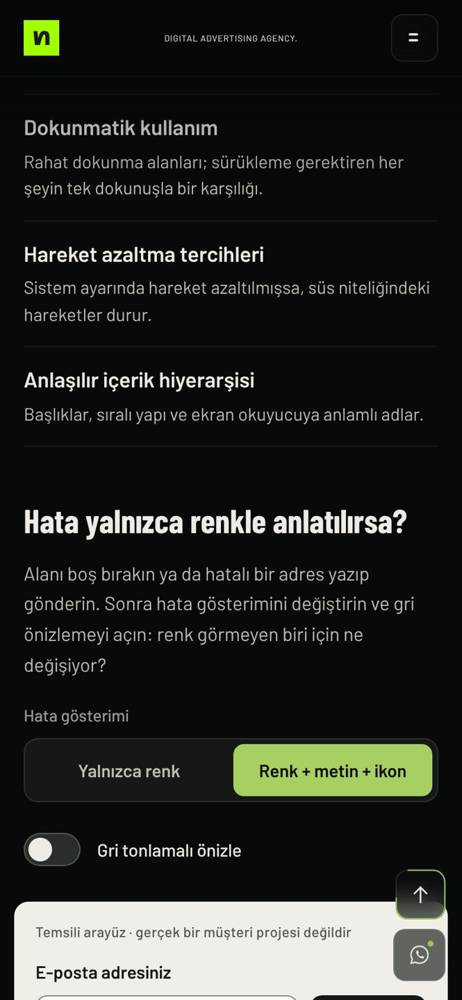 n
DIGITAL ADVERTISING AGENCY.
Dokunmatik kullanım
Rahat dokunma alanları; sürükleme gerektiren her
şeyin tek dokunuşla bir karşılığı.
Hareket azaltma tercihleri
Sistem ayarında hareket azaltılmışsa, süs niteliğindeki
hareketler durur.
Anlaşılır içerik hiyerarşisi
Başlıklar, sıralı yapı ve ekran okuyucuya anlamlı adlar.
Hata yalnızca renkle anlatılırsa?
Alanı boş bırakın ya da hatalı bir adres yazıp
gönderin. Sonra hata gösterimini değiştirin ve gri
önizlemeyi açın: renk görmeyen biri için ne
değişiyor?
Hata gösterimi
Yalnızca renk
Renk + metin + ikon
Gri tonlamalı önizle
Temsili arayüz · gerçek bir müşteri projesi değildir
E-posta adresiniz